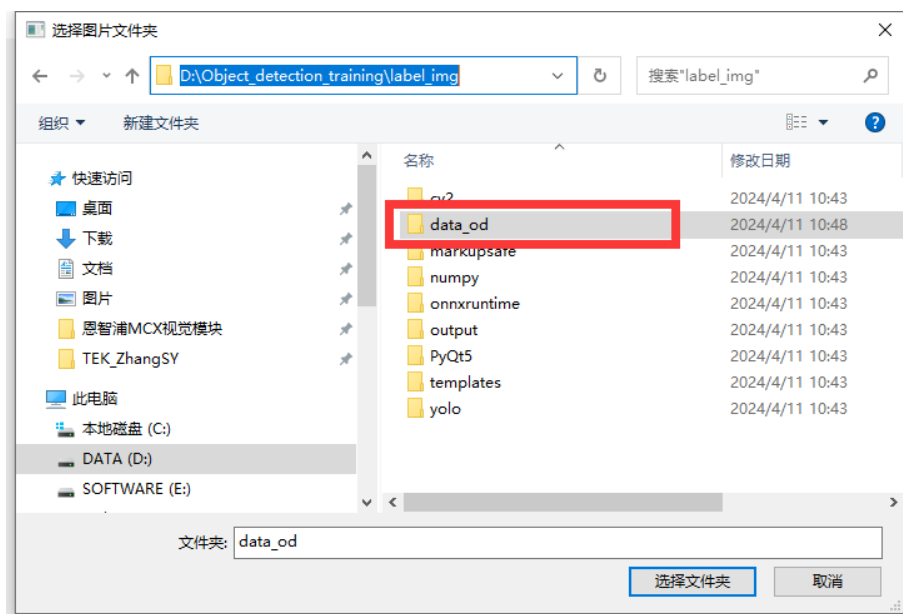 选择图片文件夹
D:\Object_detection_training\label_img
搜索"label_img"
组织
新建文件夹
快速访问
桌面
下载
文档
图片
恩智浦MCX视觉模块
TEK_ZhangSY
此电脑
本地磁盘 (C:)
DATA (D:)
SOFTWARE (E:)
名称 修改日期
cv2 2024/4/11 10:43
data_od 2024/4/11 10:48
markupsafe 2024/4/11 10:43
numpy 2024/4/11 10:43
onnxruntime 2024/4/11 10:43
output 2024/4/11 10:43
PyQt5 2024/4/11 10:43
templates 2024/4/11 10:43
yolo 2024/4/11 10:43
文件夹: data_od
选择文件夹
取消